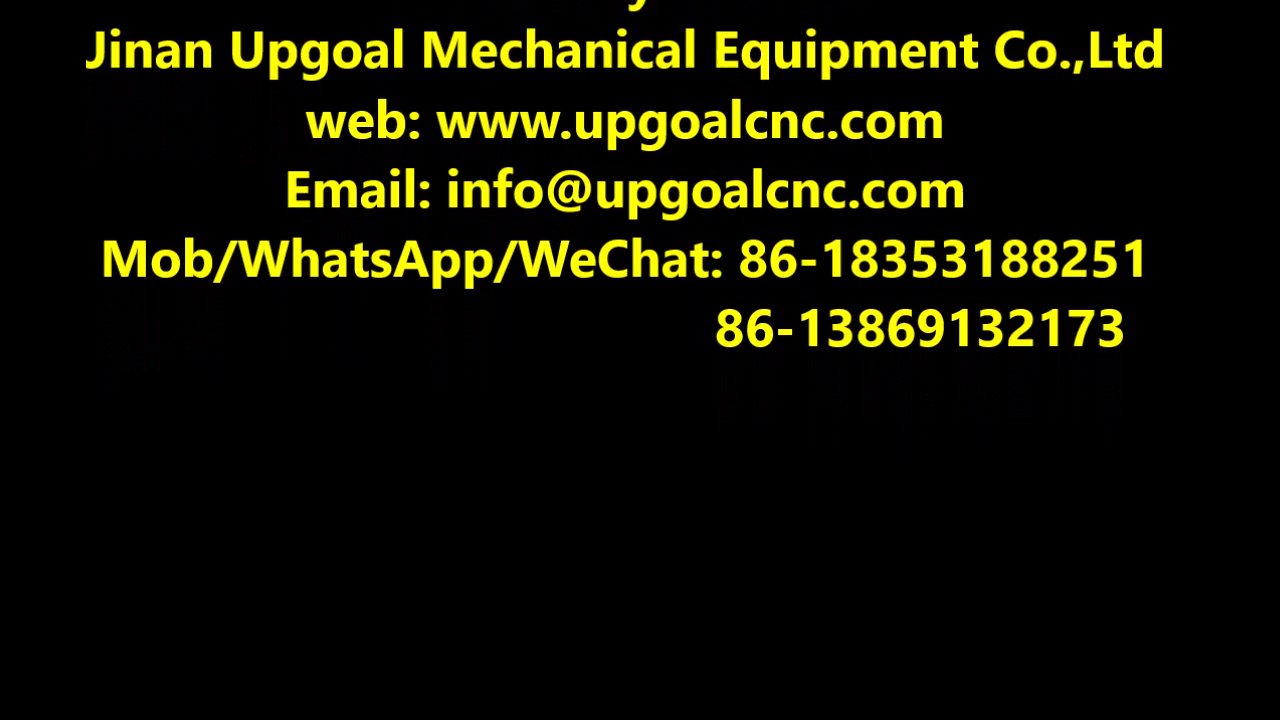 Jinan Upgoal Mechanical Equipment Co.,Ltd
web: www.upgoalcnc.com
Email: info@upgoalcnc.com
Mob/WhatsApp/WeChat: 86-18353188251
86-13869132173